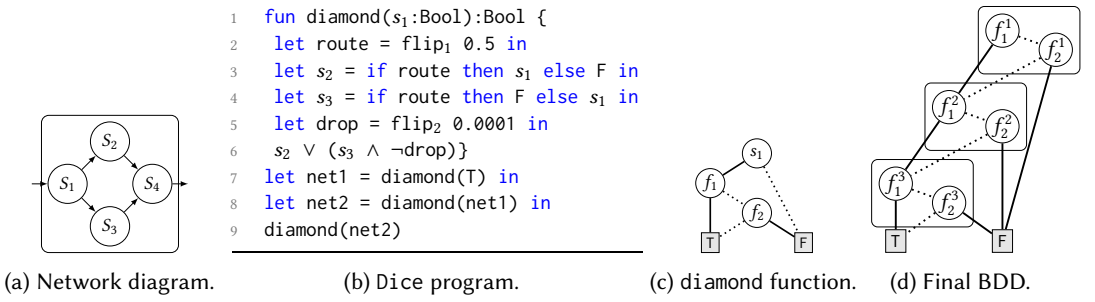 S₁
S₂
S₃
S₄
(a) Network diagram.
1 fun diamond(s₁:Bool):Bool {
2 let route = flip₁ 0.5 in
3 let s₂ = if route then s₁ else F in
4 let s₃ = if route then F else s₁ in
5 let drop = flip₂ 0.0001 in
6 s₂ ∨ (s₃ ∧ ¬drop)}
7 let net1 = diamond(T) in
8 let net2 = diamond(net1) in
9 diamond(net2)
(b) Dice program.
s₁
f₁
f₂
T F
(c) diamond function.
f₁¹
f₂¹
f₁²
f₂²
f₁³
f₂³
T F
(d) Final BDD.